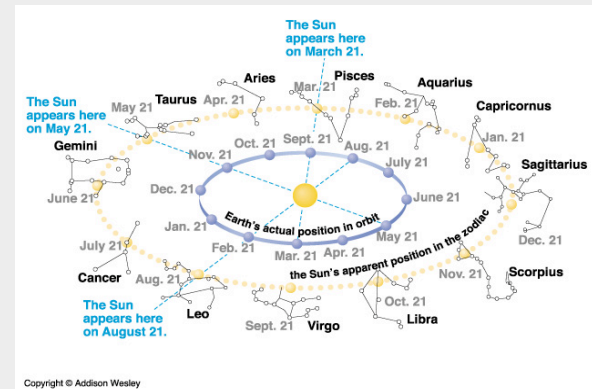 The Sun
appears here
on March 21.
Aries
Mar. 21
Pisces
Aquarius
Taurus
Apr. 21
Feb. 21
Capricornus
The Sun
appears here
on May 21.
May 21
Jan. 21
Gemini
Oct. 21
Sept. 21
Aug. 21
Nov. 21
July 21
Sagittarius
June 21
Dec. 21
June 21
Earth's actual position in orbit
Jan. 21
May 21
Dec. 21
July 21
Feb. 21
Mar. 21
Apr. 21
the Sun's apparent position in the zodiac
Cancer
Aug. 21
Nov. 21
Scorpius
The Sun
appears here
on August 21.
Leo
Oct. 21
Sept. 21
Virgo
Libra
Copyright © Addison Wesley